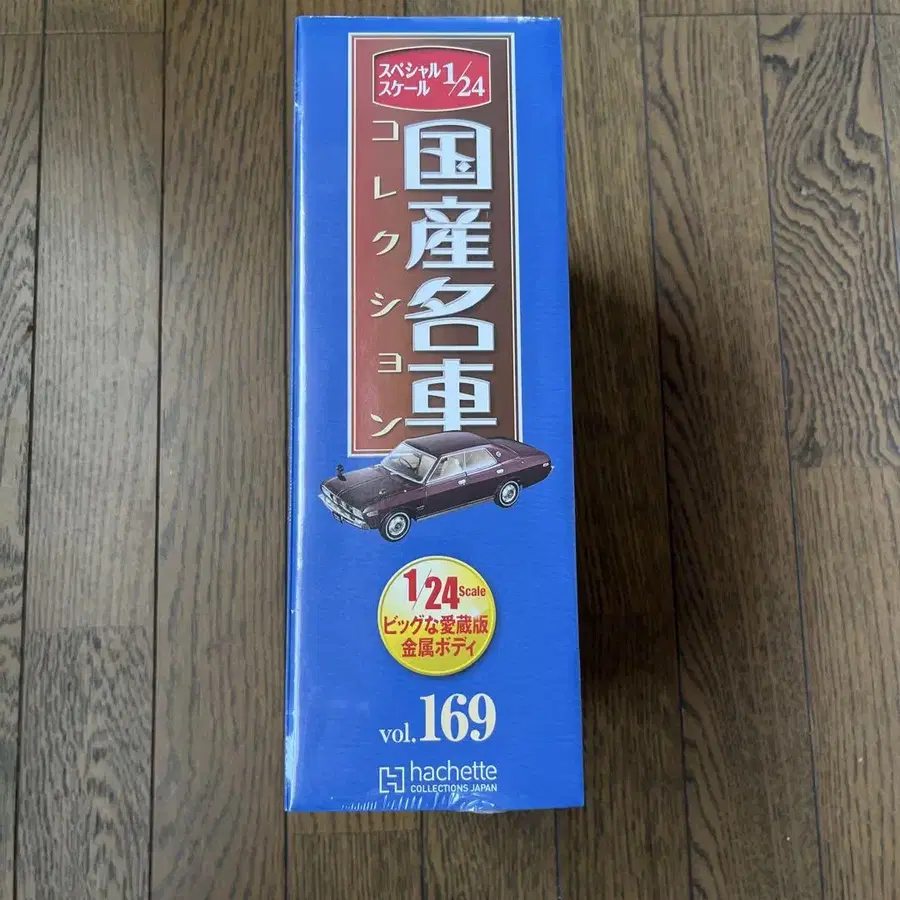 スペシャル
スケール
1/24
国産名車
コレクション
1/24 Scale
ビッグな愛蔵版
金属ボディ
vol.169
hachette
COLLECTIONS JAPAN